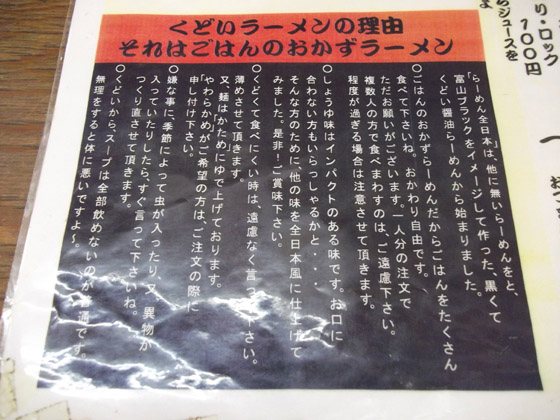 くどいラーメンの理由
それはごはんのおかずラーメン
「らーめん全日本」は、他に無いらーめんをと、
富山ブラックをイメージして作った、黒くて
くどい醤油らーめんから始まりました。
○ごはんのおかずらーめんだからごはんをたくさん
食べて下さいね。おかわり自由です。
ただお願いがございます。一人分の注文で
複数人の方で食べまわすのは、ご遠慮下さい。
程度が過ぎる場合は注意させて頂きます。
○しょうゆ味はインパクトのある味です。お口に
合わない方もいらっしゃるかと・・・
そんな方のために、他の味を全日本風に仕上げて
みました。是非！ご賞味下さい。
○くどくて食べにくい時は、遠慮なく言って下さい。
薄めさせて頂きます。
又、麺は「かため」にゆで上げております。
「やわらかめ」がご希望の方は、ご注文の際に
申し付け下さい。
○嫌な事に、季節によって虫が入ったり、又、異物が
入っていたりしたら、すぐ言って下さいね。
つくり直させて頂きます。
○くどいからスープは全部飲めないのが普通です。
無理をすると体に悪いですよ～。
り・ロック
100円
ジュースを